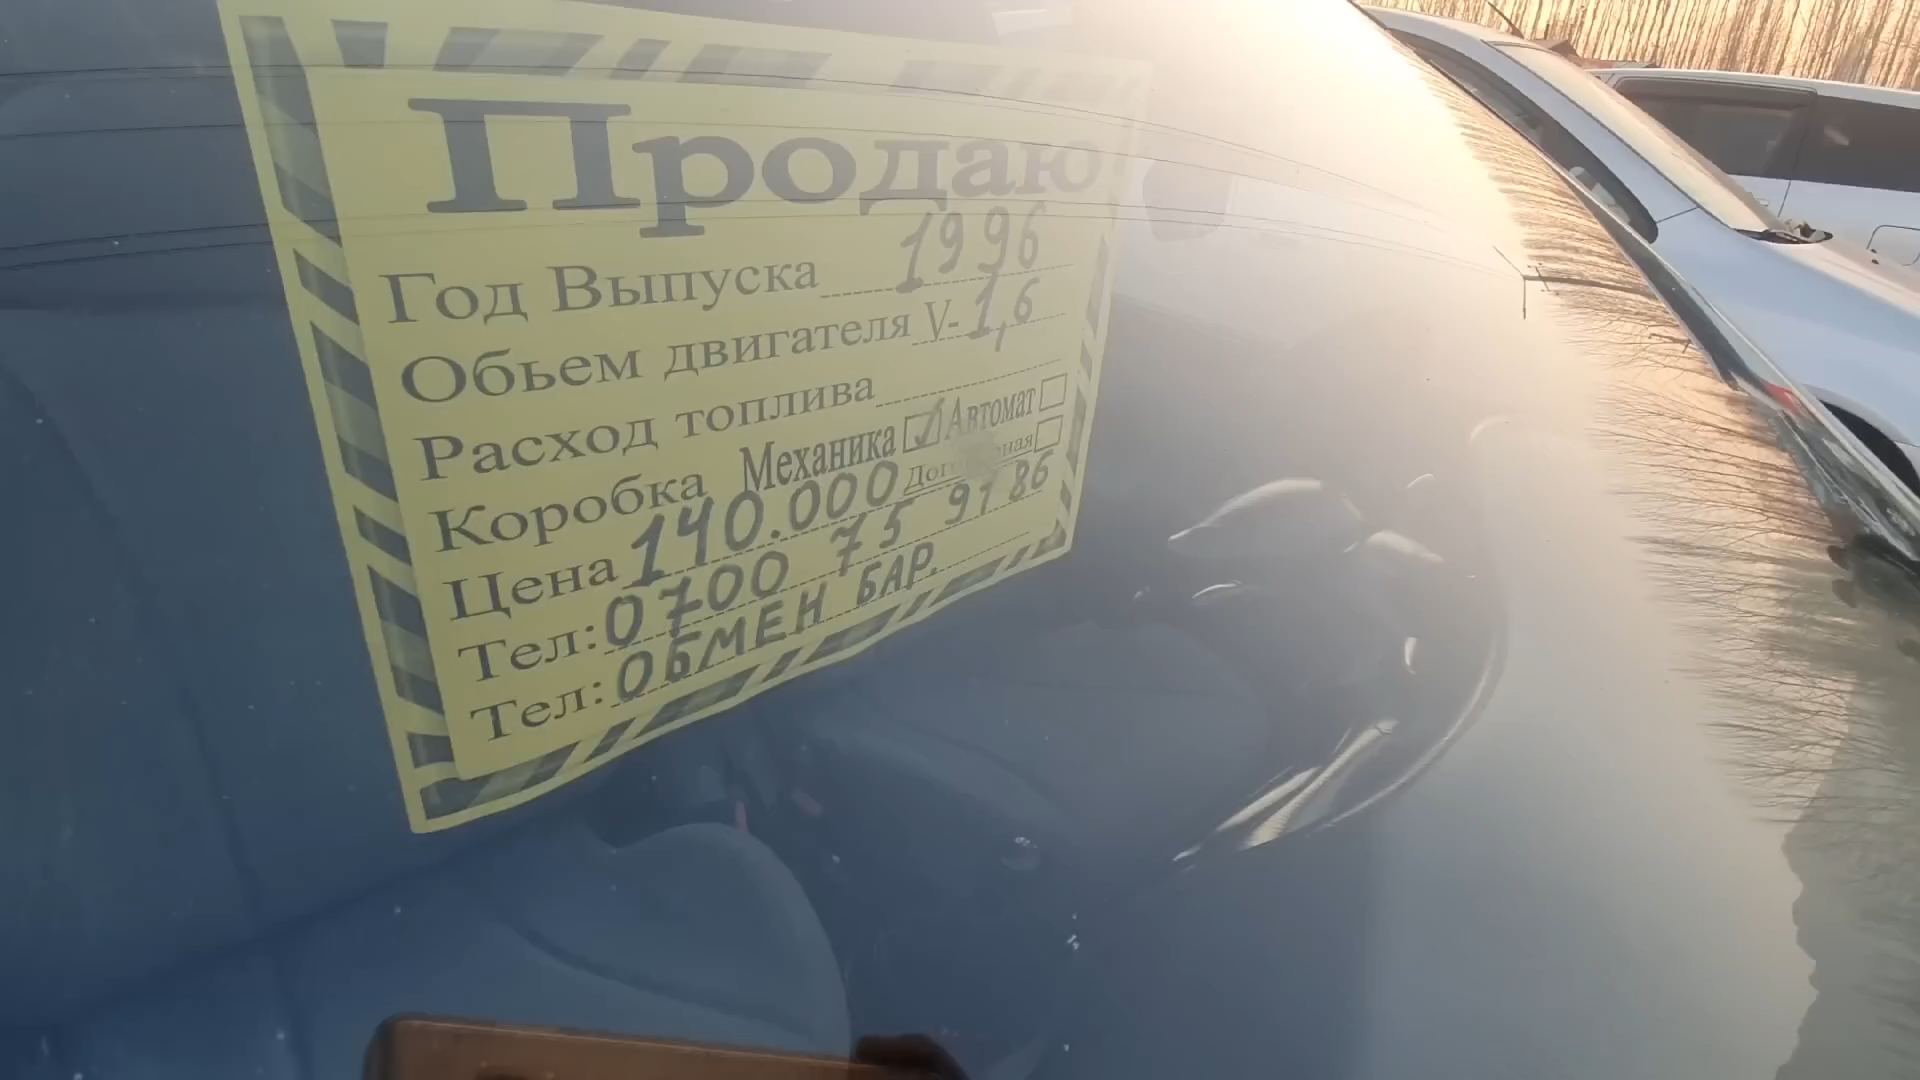 Продаю
Год Выпуска 1996
Обьем двигателя V- 1,6
Расход топлива
Коробка Механика ✓ Автомат
Цена 140.000
Тел: 0700 75 91 86
Тел: ОБМЕН БАР.